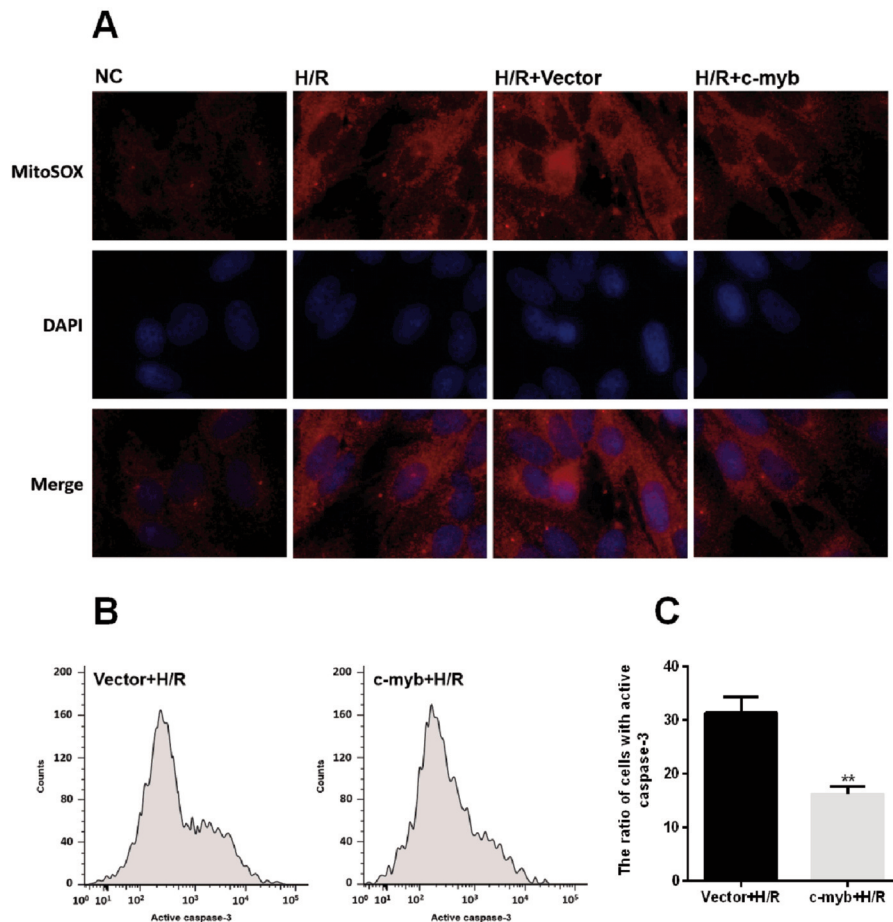 A
NC H/R H/R+Vector H/R+c-myb
MitoSOX
DAPI
Merge
B
C
Vector+H/R
200
160
120
80
40
0
Counts
10⁰ 10¹ 10² 10³ 10⁴ 10⁵
Active caspase-3
c-myb+H/R
200
160
120
80
40
0
Counts
10⁰ 10¹ 10² 10³ 10⁴ 10⁵
Active caspase-3
The ratio of cells with active
caspase-3
40
30
20
10
0
**
Vector+H/R c-myb+H/R